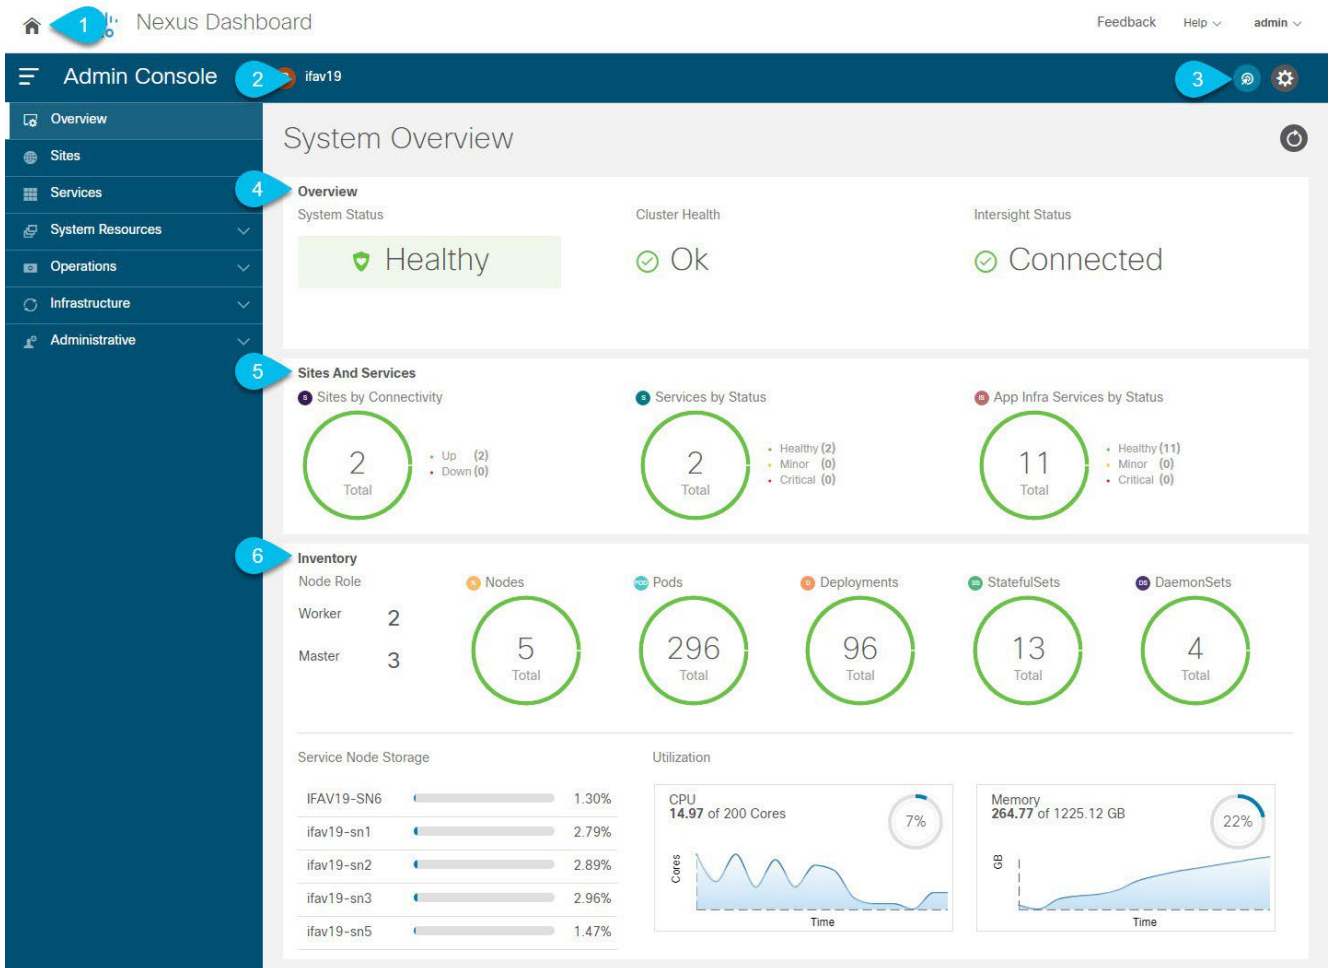 1
Nexus Dashboard
Feedback
Help
admin
Admin Console
2
ifav19
3
Overview
Sites
Services
System Resources
Operations
Infrastructure
Administrative
System Overview
4
Overview
System Status
Healthy
Cluster Health
Ok
Intersight Status
Connected
5
Sites And Services
S Sites by Connectivity
2
Total
Up (2)
Down (0)
S Services by Status
2
Total
Healthy (2)
Minor (0)
Critical (0)
IS App Infra Services by Status
11
Total
Healthy (11)
Minor (0)
Critical (0)
6
Inventory
Node Role
Worker 2
Master 3
N Nodes
5
Total
POD Pods
296
Total
D Deployments
96
Total
SS StatefulSets
13
Total
DS DaemonSets
4
Total
Service Node Storage
IFAV19-SN6 1.30%
ifav19-sn1 2.79%
ifav19-sn2 2.89%
ifav19-sn3 2.96%
ifav19-sn5 1.47%
Utilization
CPU
14.97 of 200 Cores
7%
Cores
Time
Memory
264.77 of 1225.12 GB
22%
GB
Time